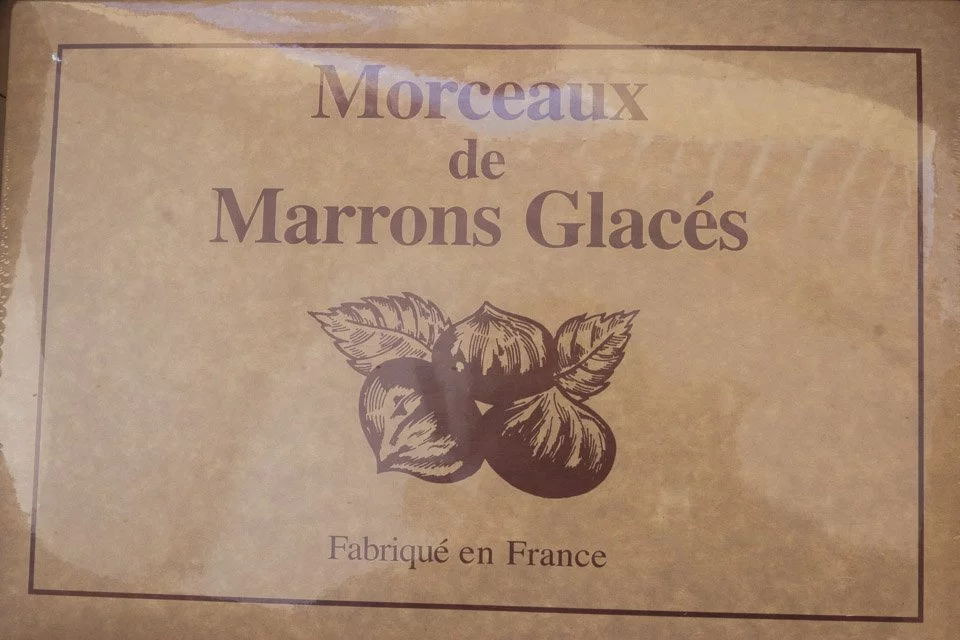 Morceaux
de
Marrons Glacés
Fabriqué en France